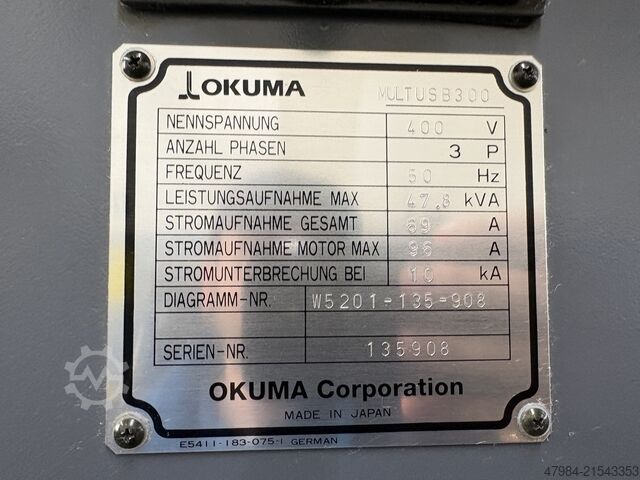 OKUMA MULTUS B300
NENNSPANNUNG 400 V
ANZAHL PHASEN 3 P
FREQUENZ 50 Hz
LEISTUNGSAUFNAHME MAX 47.8 kVA
STROMAUFNAHME GESAMT 69 A
STROMAUFNAHME MOTOR MAX 96 A
STROMUNTERBRECHUNG BEI 10 kA
DIAGRAMM-NR. W5201-135-908
SERIEN-NR. 135908
OKUMA Corporation
MADE IN JAPAN
E5411-183-075-1 GERMAN
47984-21543353